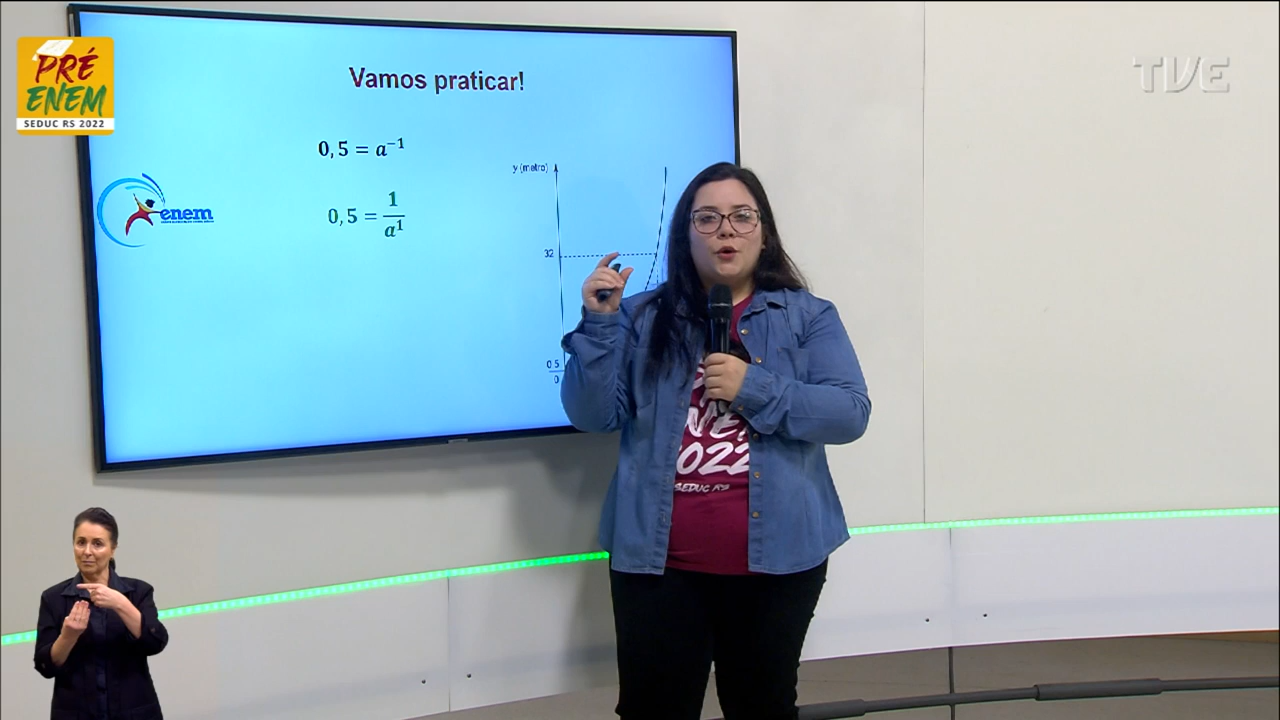 PRÉ
ENEM
SEDUC RS 2022
TVE
Vamos praticar!
0,5 = a⁻¹
enem
0,5 = 1/a¹
y (metro)
32
0,5
0
2022
SEDUC RS